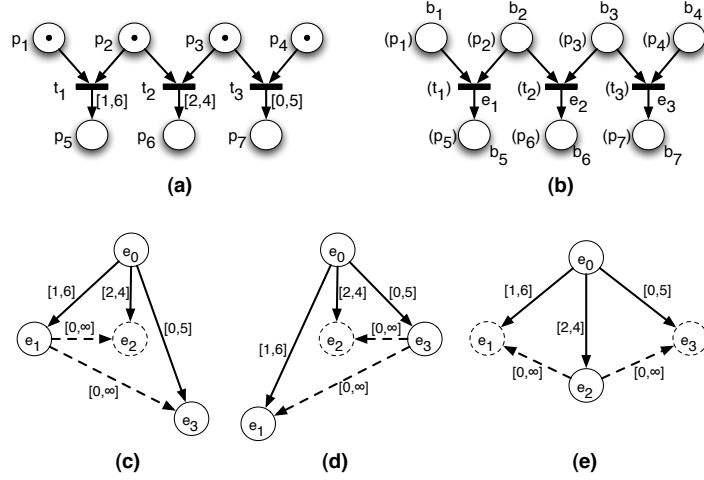 b₁ b₂ b₃ b₄
p₁ p₂ p₃ p₄ (p₁) (p₂) (p₃) (p₄)
t₁ t₂ t₃ (t₁) (t₂) (t₃)
[1,6] [2,4] [0,5] e₁ e₂ e₃
p₅ p₆ p₇ (p₅) (p₆) (p₇)
b₅ b₆ b₇
(a) (b)
e₀ e₀ e₀
[1,6] [2,4] [0,5] [2,4] [0,5] [1,6] [0,5]
[1,6] [2,4]
e₁ [0,∞] e₂ e₂ [0,∞] e₃ e₁ e₃
[0,∞] [0,∞] [0,∞] [0,∞]
e₂
e₃ e₁
(c) (d) (e)